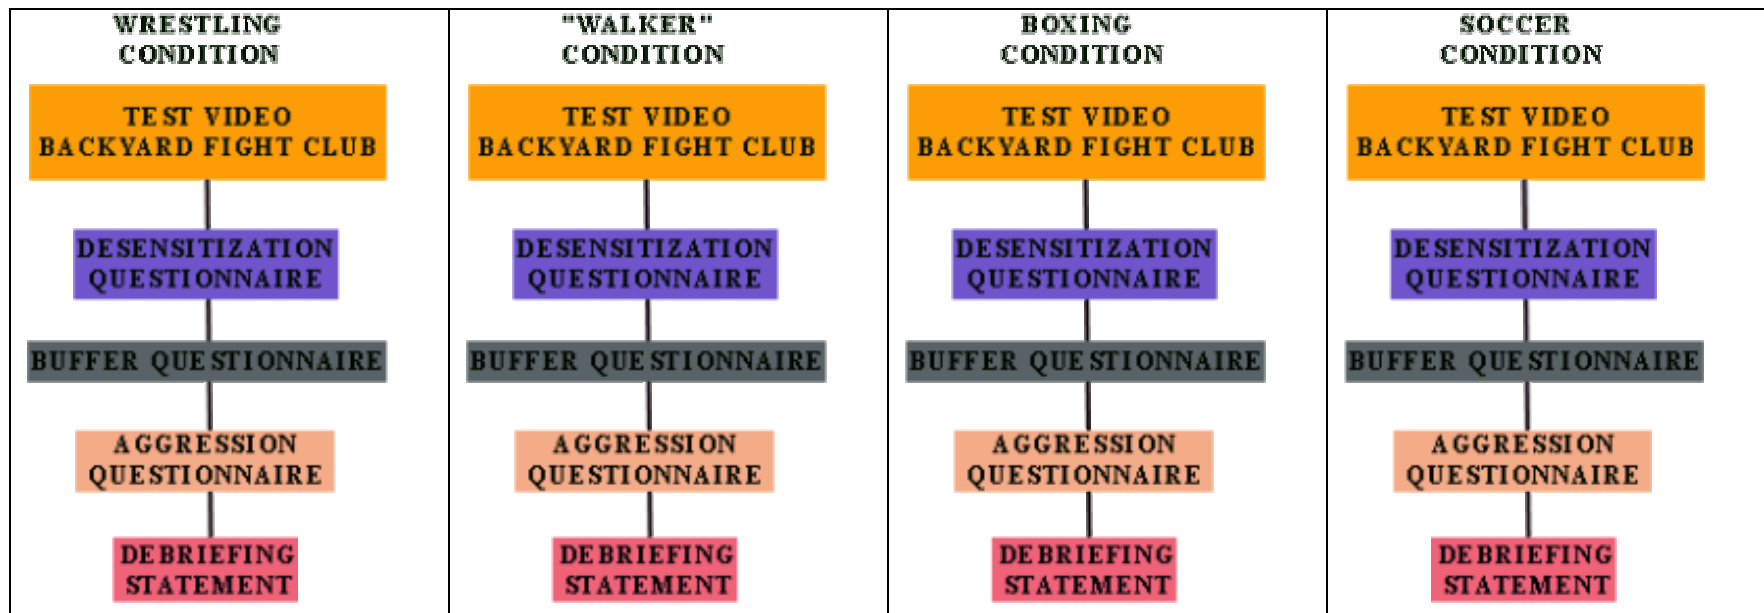 WRESTLING
CONDITION
TEST VIDEO
BACKYARD FIGHT CLUB
DESENSITIZATION
QUESTIONNAIRE
BUFFER QUESTIONNAIRE
AGGRESSION
QUESTIONNAIRE
DEBRIEFING
STATEMENT
"WALKER"
CONDITION
TEST VIDEO
BACKYARD FIGHT CLUB
DESENSITIZATION
QUESTIONNAIRE
BUFFER QUESTIONNAIRE
AGGRESSION
QUESTIONNAIRE
DEBRIEFING
STATEMENT
BOXING
CONDITION
TEST VIDEO
BACKYARD FIGHT CLUB
DESENSITIZATION
QUESTIONNAIRE
BUFFER QUESTIONNAIRE
AGGRESSION
QUESTIONNAIRE
DEBRIEFING
STATEMENT
SOCCER
CONDITION
TEST VIDEO
BACKYARD FIGHT CLUB
DESENSITIZATION
QUESTIONNAIRE
BUFFER QUESTIONNAIRE
AGGRESSION
QUESTIONNAIRE
DEBRIEFING
STATEMENT